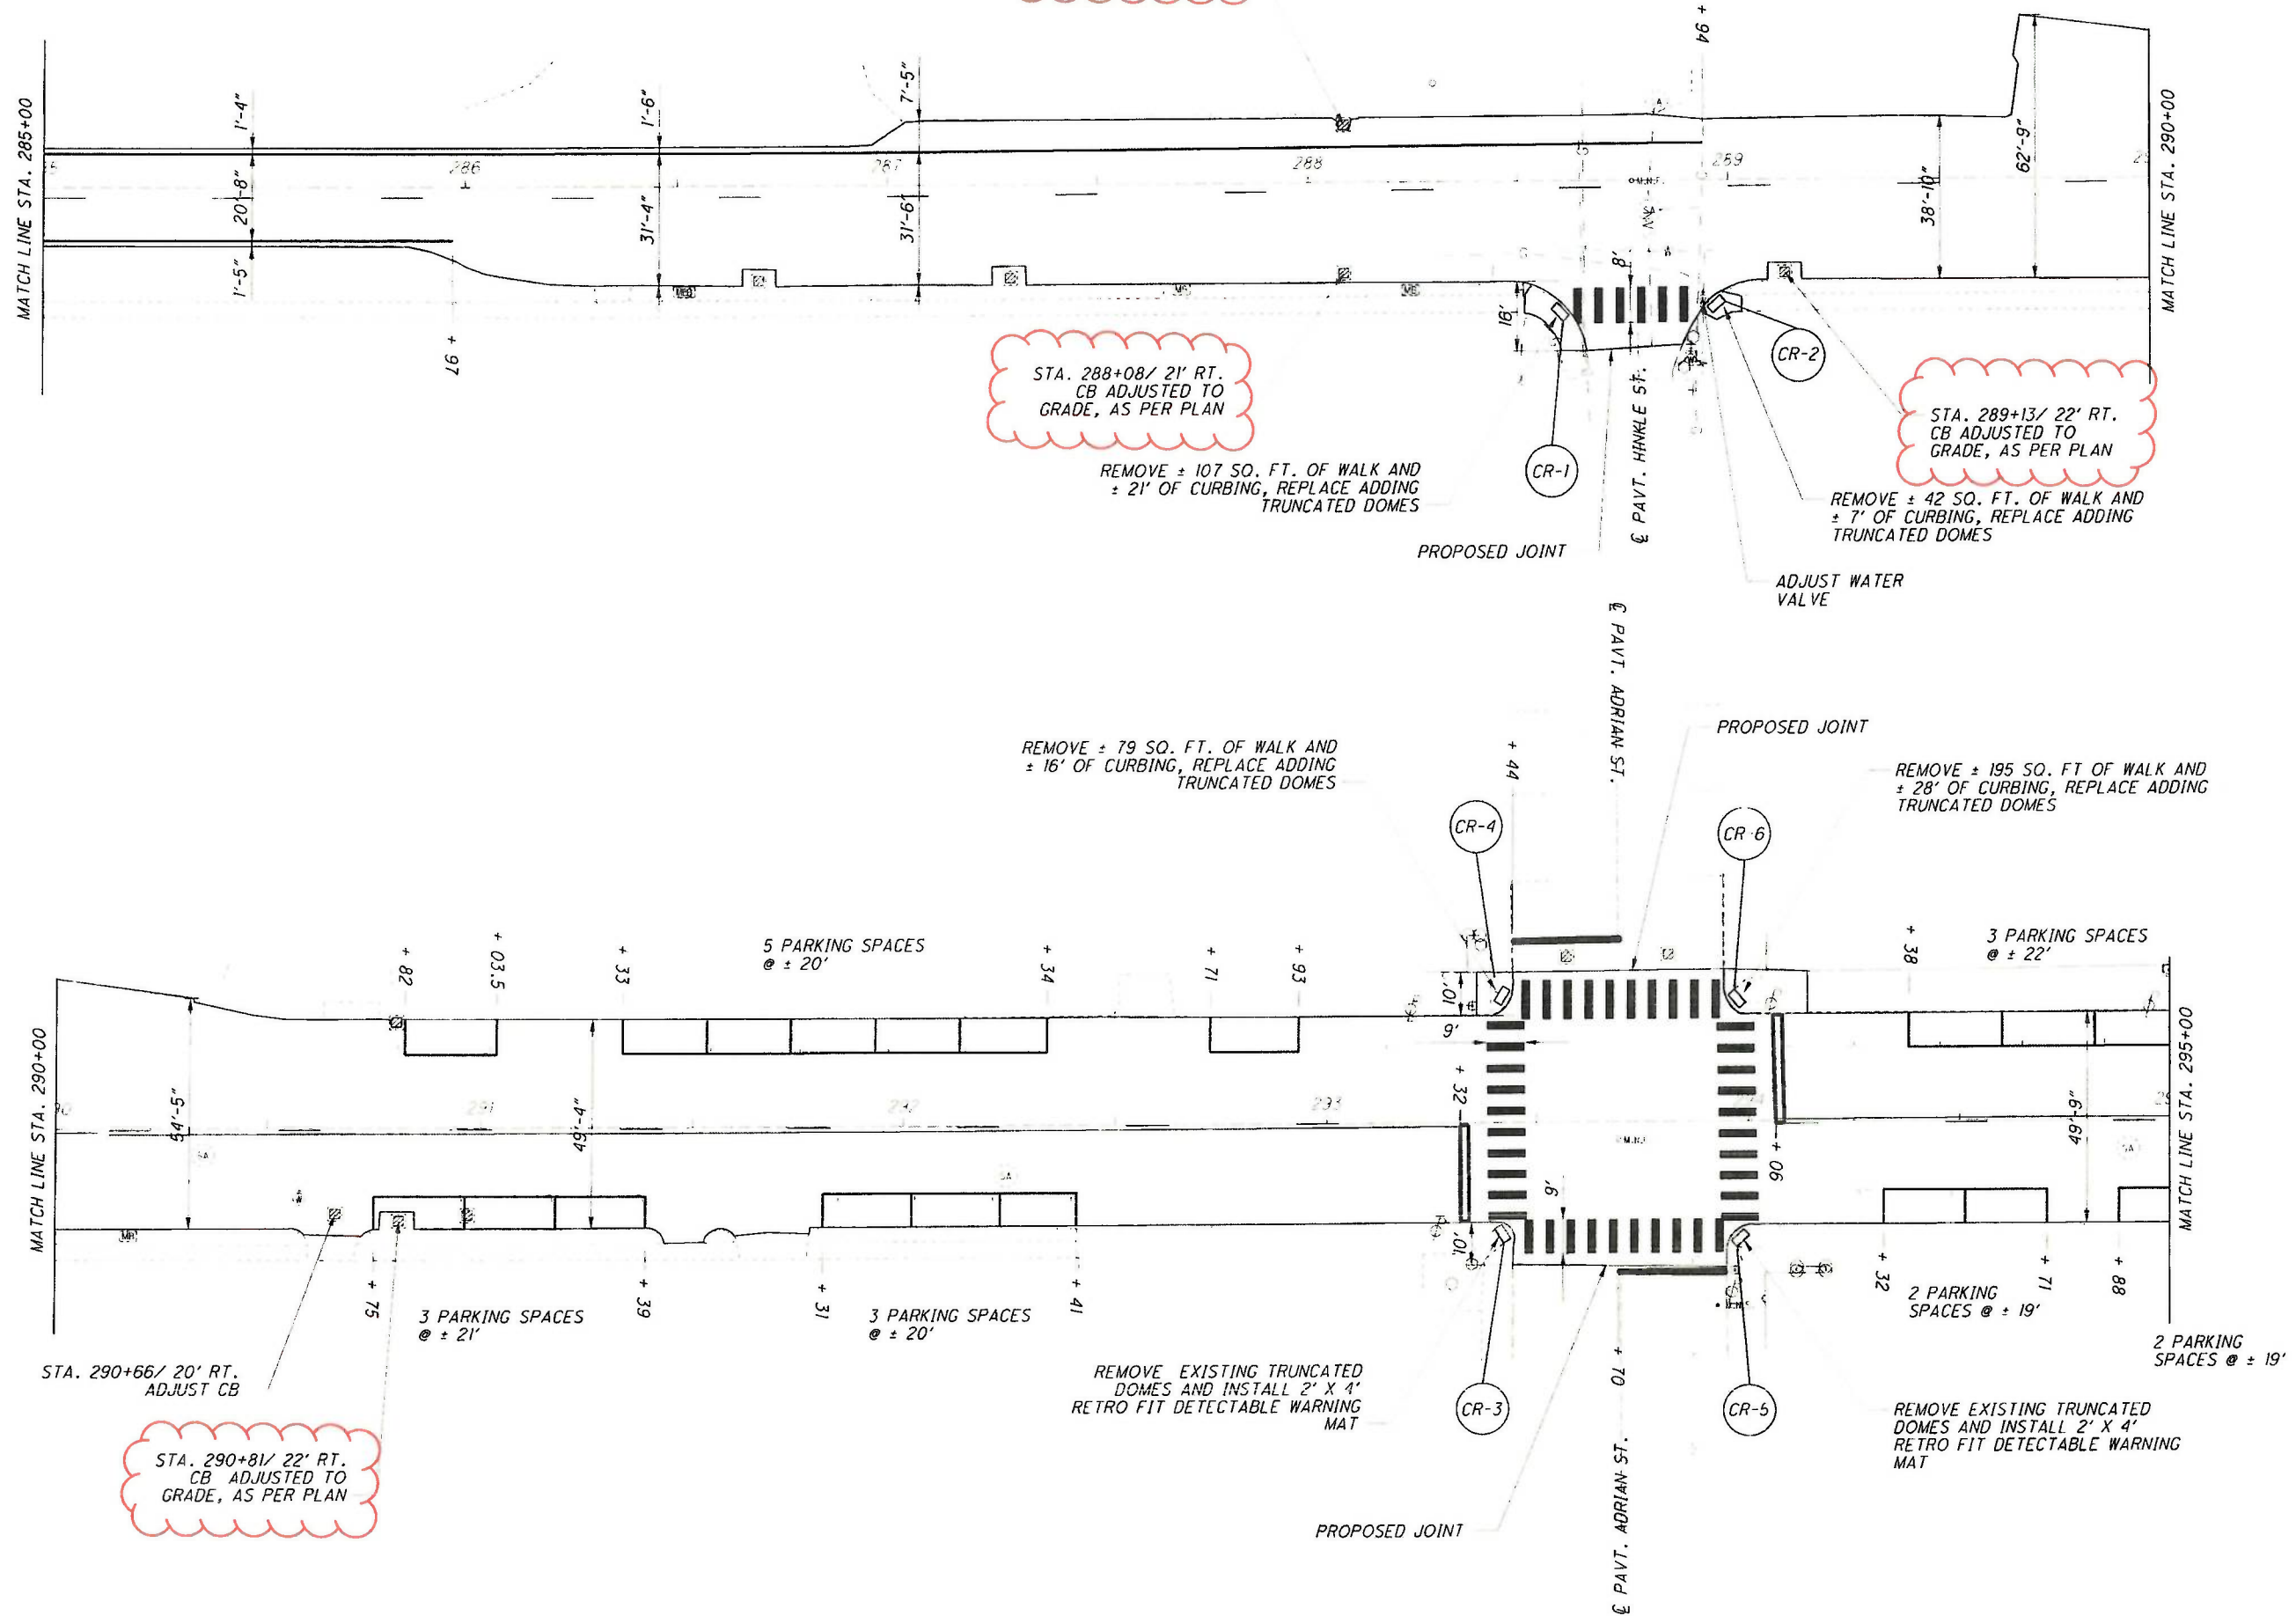 MATCH LINE STA. 285+00
1'-4"
20'-8"
1'-5"
286
+ 97
1'-6"
31'-4"
287
7'-5"
31'-6"
288
+ 94
289
38'-10"
62'-9"
MATCH LINE STA. 290+00
16'
8'
STA. 288+08/ 21' RT.
CB ADJUSTED TO
GRADE, AS PER PLAN
REMOVE ± 107 SQ. FT. OF WALK AND
± 21' OF CURBING, REPLACE ADDING
TRUNCATED DOMES
CR-1
PROPOSED JOINT
℄ PAVT. HINKLE ST.
CR-2
STA. 289+13/ 22' RT.
CB ADJUSTED TO
GRADE, AS PER PLAN
REMOVE ± 42 SQ. FT. OF WALK AND
± 7' OF CURBING, REPLACE ADDING
TRUNCATED DOMES
ADJUST WATER
VALVE
℄ PAVT. ADRIAN ST.
PROPOSED JOINT
REMOVE ± 79 SQ. FT. OF WALK AND
± 16' OF CURBING, REPLACE ADDING
TRUNCATED DOMES
+ 44
REMOVE ± 195 SQ. FT OF WALK AND
± 28' OF CURBING, REPLACE ADDING
TRUNCATED DOMES
CR-4
CR-6
+ 82
+ 03.5
+ 33
5 PARKING SPACES
@ ± 20'
+ 34
+ 71
+ 93
+ 38
3 PARKING SPACES
@ ± 22'
MATCH LINE STA. 290+00
54'-5"
291
49'-4"
292
293
10'
6'
+ 32
10'
6'
+ 06
49'-9"
MATCH LINE STA. 295+00
MB
+ 75
3 PARKING SPACES
@ ± 21'
+ 39
+ 31
3 PARKING SPACES
@ ± 20'
+ 41
+ 32
2 PARKING
SPACES @ ± 19'
+ 71
+ 88
2 PARKING
SPACES @ ± 19'
STA. 290+66/ 20' RT.
ADJUST CB
STA. 290+81/ 22' RT.
CB ADJUSTED TO
GRADE, AS PER PLAN
REMOVE EXISTING TRUNCATED
DOMES AND INSTALL 2' X 4'
RETRO FIT DETECTABLE WARNING
MAT
CR-3
+ 70
CR-5
REMOVE EXISTING TRUNCATED
DOMES AND INSTALL 2' X 4'
RETRO FIT DETECTABLE WARNING
MAT
PROPOSED JOINT
℄ PAVT. ADRIAN ST.